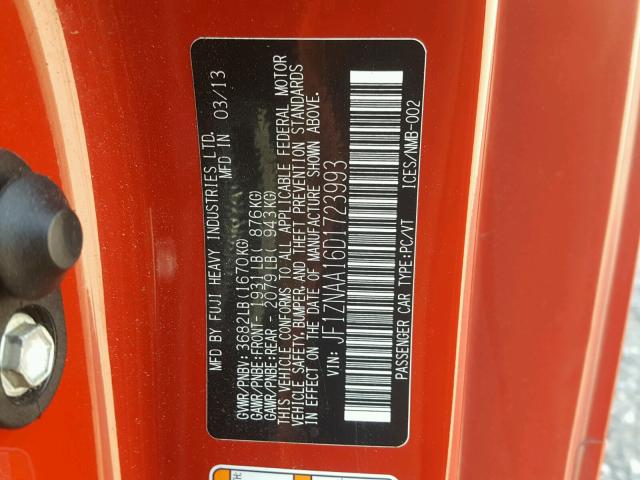 MFD BY FUJI HEAVY INDUSTRIES LTD.
MFD IN 03/13
GVWR/PNBV: 3682LB(1670KG)
GAWR/PNBE:FRONT- 1931LB( 876KG)
GAWR/PNBE:REAR - 2079LB( 943KG)
THIS VEHICLE CONFORMS TO ALL APPLICABLE FEDERAL MOTOR
VEHICLE SAFETY, BUMPER, AND THEFT PREVENTION STANDARDS
IN EFFECT ON THE DATE OF MANUFACTURE SHOWN ABOVE.
VIN: JF1ZNAA16D1723993
PASSENGER CAR TYPE:PC/VT ICES/NMB-002